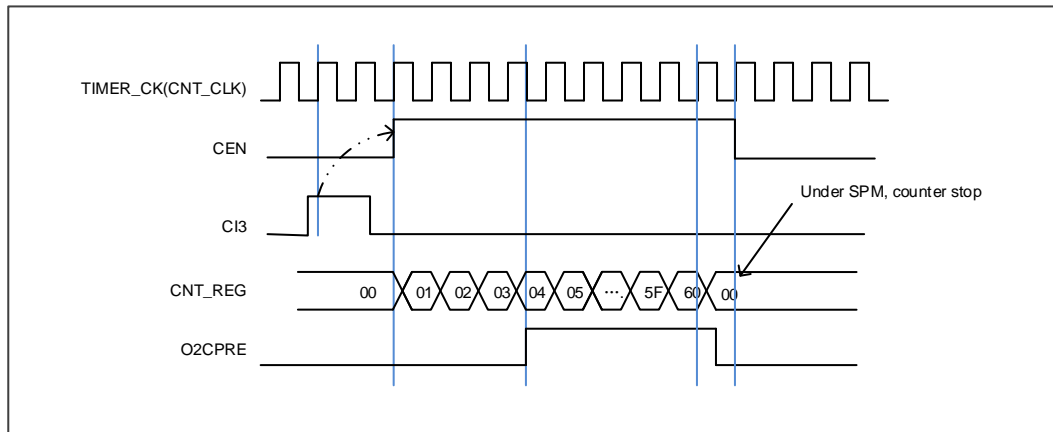 TIMER_CK(CNT_CLK)
CEN
Under SPM, counter stop
CI3
CNT_REG 00 01 02 03 04 05 .... 5F 60 00
O2CPRE